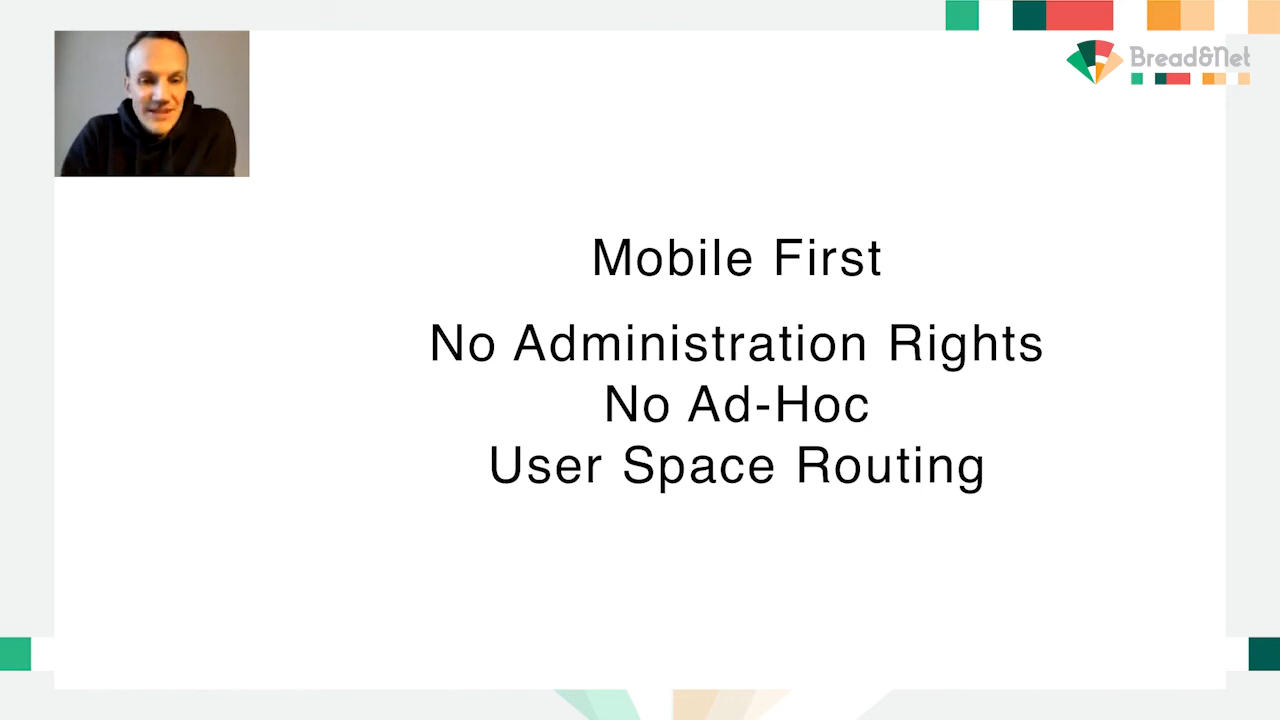 Bread&Net
Mobile First
No Administration Rights
No Ad-Hoc
User Space Routing